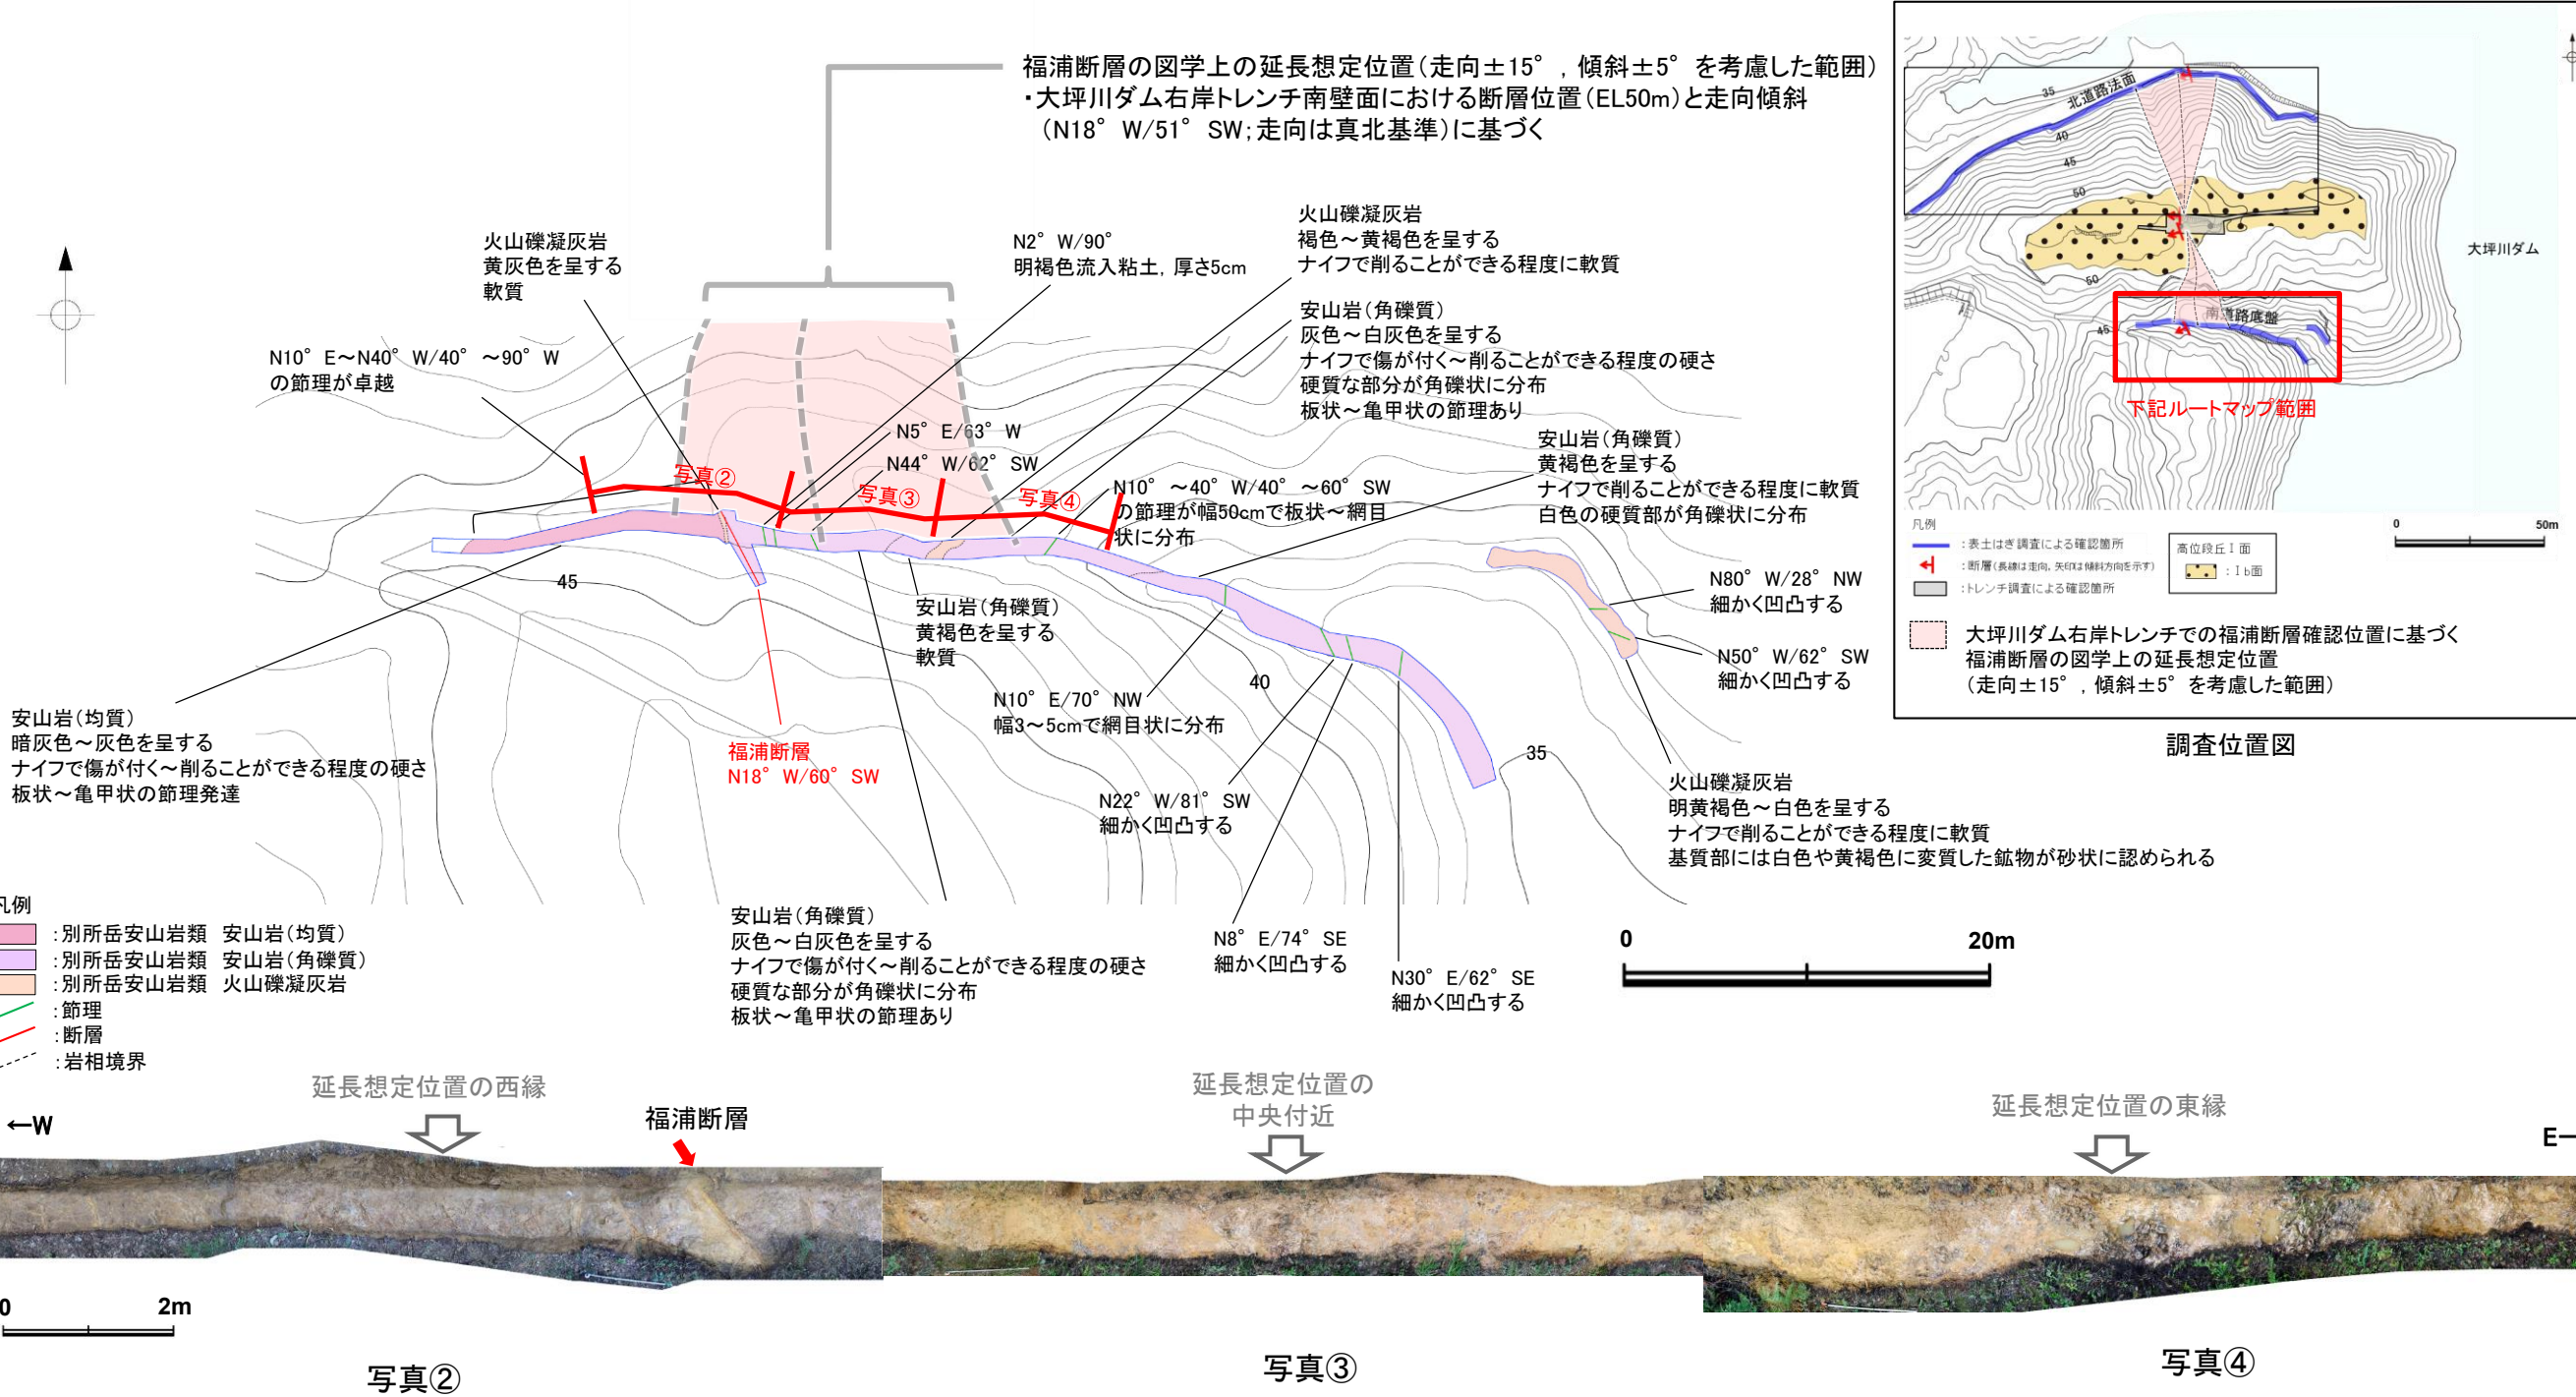 福浦断層の図学上の延長想定位置(走向±15°,傾斜±5°を考慮した範囲)
・大坪川ダム右岸トレンチ南壁面における断層位置(EL50m)と走向傾斜
(N18°W/51°SW;走向は真北基準)に基づく
火山礫凝灰岩
黄灰色を呈する
軟質
N2°W/90°
明褐色流入粘土,厚さ5cm
火山礫凝灰岩
褐色～黄褐色を呈する
ナイフで削ることができる程度に軟質
安山岩(角礫質)
灰色～白灰色を呈する
ナイフで傷が付く～削ることができる程度の硬さ
硬質な部分が角礫状に分布
板状～亀甲状の節理あり
N10°E～N40°W/40°～90°W
の節理が卓越
N5°E/63°W
N44°W/62°SW
写真②
写真③
写真④
N10°～40°W/40°～60°SW
の節理が幅50cmで板状～網目
状に分布
安山岩(角礫質)
黄褐色を呈する
ナイフで削ることができる程度に軟質
白色の硬質部が角礫状に分布
N80°W/28°NW
細かく凹凸する
N50°W/62°SW
細かく凹凸する
45
40
35
安山岩(角礫質)
黄褐色を呈する
軟質
N10°E/70°NW
幅3～5cmで網目状に分布
安山岩(均質)
暗灰色～灰色を呈する
ナイフで傷が付く～削ることができる程度の硬さ
板状～亀甲状の節理発達
福浦断層
N18°W/60°SW
N22°W/81°SW
細かく凹凸する
火山礫凝灰岩
明黄褐色～白色を呈する
ナイフで削ることができる程度に軟質
基質部には白色や黄褐色に変質した鉱物が砂状に認められる
安山岩(角礫質)
灰色～白灰色を呈する
ナイフで傷が付く～削ることができる程度の硬さ
硬質な部分が角礫状に分布
板状～亀甲状の節理あり
N8°E/74°SE
細かく凹凸する
N30°E/62°SE
細かく凹凸する
0 20m
凡例
:別所岳安山岩類 安山岩(均質)
:別所岳安山岩類 安山岩(角礫質)
:別所岳安山岩類 火山礫凝灰岩
:節理
:断層
:岩相境界
35
北道路法面
40
45
50
50
45
南道路底盤
大坪川ダム
下記ルートマップ範囲
凡例
:表土はぎ調査による確認箇所
:断層(長線は走向、矢印は傾斜方向を示す)
:トレンチ調査による確認箇所
高位段丘Ⅰ面
:Ⅰb面
0 50m
大坪川ダム右岸トレンチでの福浦断層確認位置に基づく
福浦断層の図学上の延長想定位置
(走向±15°,傾斜±5°を考慮した範囲)
調査位置図
←W
延長想定位置の西縁
福浦断層
延長想定位置の
中央付近
延長想定位置の東縁
E→
0 2m
写真②
写真③
写真④